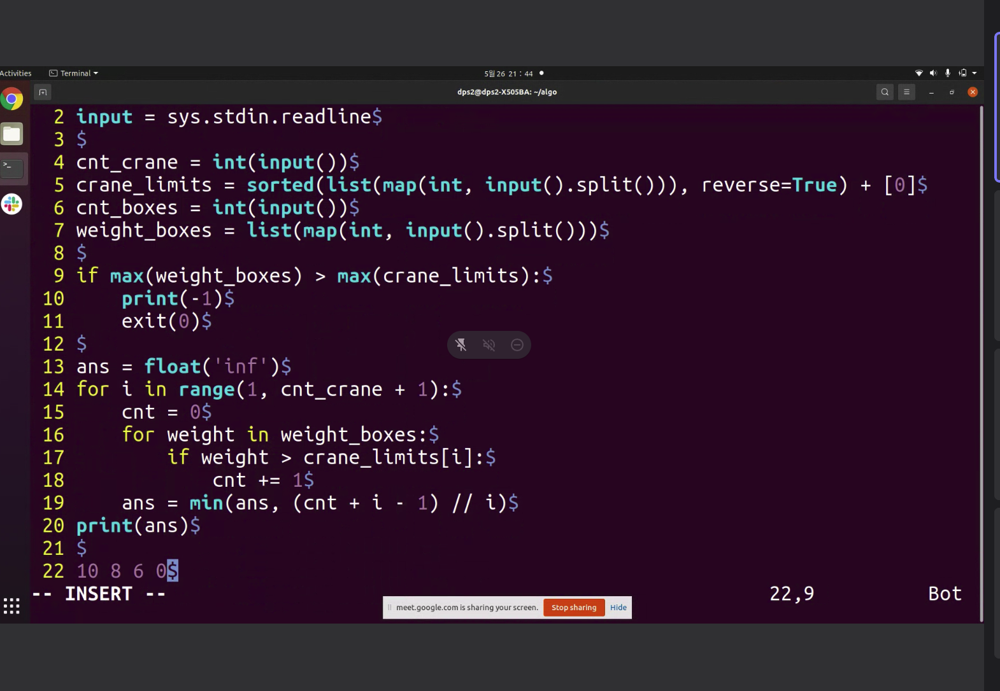 Activities
Terminal
5월 26 21 : 44
dps2@dps2-X505BA: ~/algo
2 input = sys.stdin.readline$
3 $
4 cnt_crane = int(input())$
5 crane_limits = sorted(list(map(int, input().split())), reverse=True) + [0]$
6 cnt_boxes = int(input())$
7 weight_boxes = list(map(int, input().split()))$
8 $
9 if max(weight_boxes) > max(crane_limits):$
10     print(-1)$
11     exit(0)$
12 $
13 ans = float('inf')$
14 for i in range(1, cnt_crane + 1):$
15     cnt = 0$
16     for weight in weight_boxes:$
17         if weight > crane_limits[i]:$
18             cnt += 1$
19     ans = min(ans, (cnt + i - 1) // i)$
20 print(ans)$
21 $
22 10 8 6 0$
-- INSERT --
22,9
Bot
meet.google.com is sharing your screen.
Stop sharing
Hide